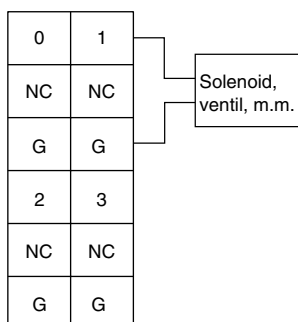 0 1
NC NC
G G
2 3
NC NC
G G
Solenoid,
ventil, m.m.